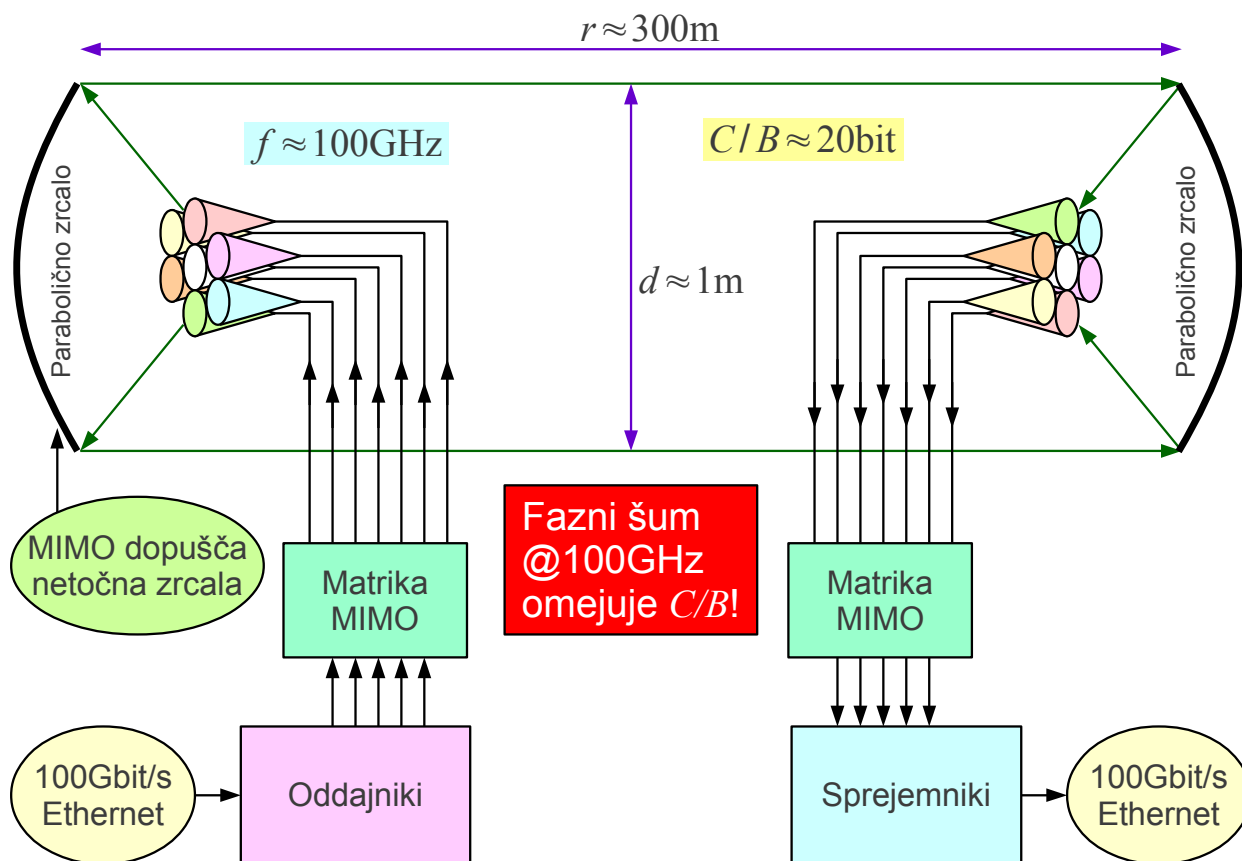 r≈300m
f≈100GHz
C/B≈20bit
Parabolično zrcalo
d≈1m
Parabolično zrcalo
MIMO dopušča
netočna zrcala
Matrika
MIMO
Fazni šum
@100GHz
omejuje C/B!
Matrika
MIMO
100Gbit/s
Ethernet
Oddajniki
Sprejemniki
100Gbit/s
Ethernet